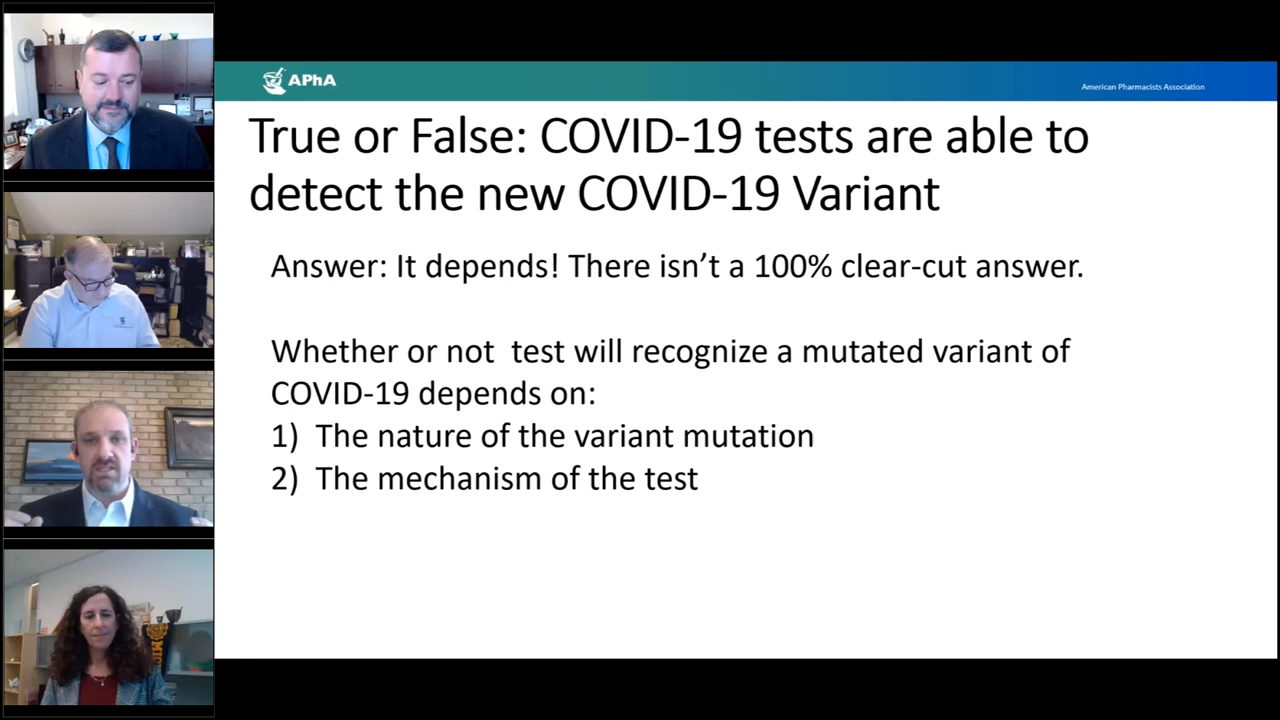 APhA
American Pharmacists Association
True or False: COVID-19 tests are able to
detect the new COVID-19 Variant
Answer: It depends! There isn’t a 100% clear-cut answer.
Whether or not  test will recognize a mutated variant of
COVID-19 depends on:
1) The nature of the variant mutation
2) The mechanism of the test